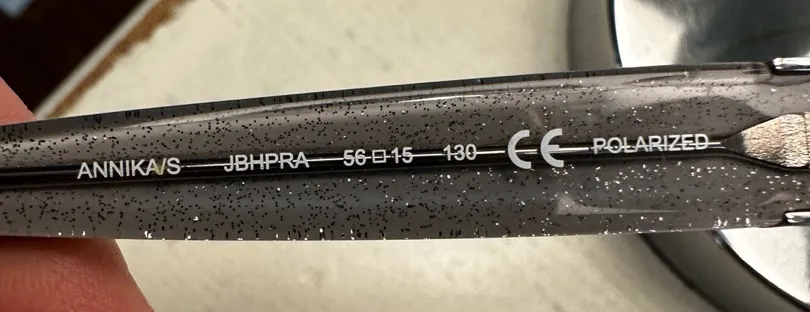 ANNIKA/S JBHPRA 56□15 130 CE POLARIZED